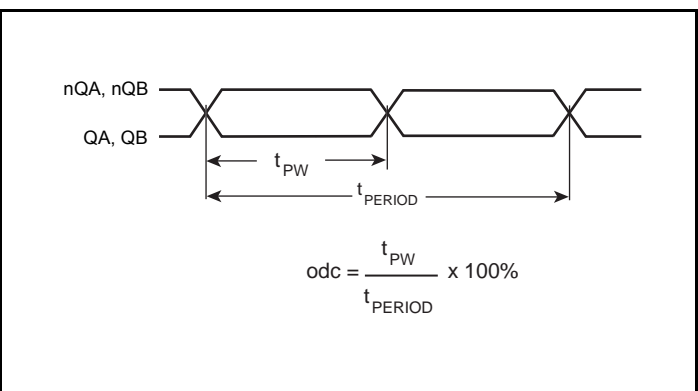 nQA, nQB
QA, QB
tPW
tPERIOD
odc = tPW / tPERIOD x 100%